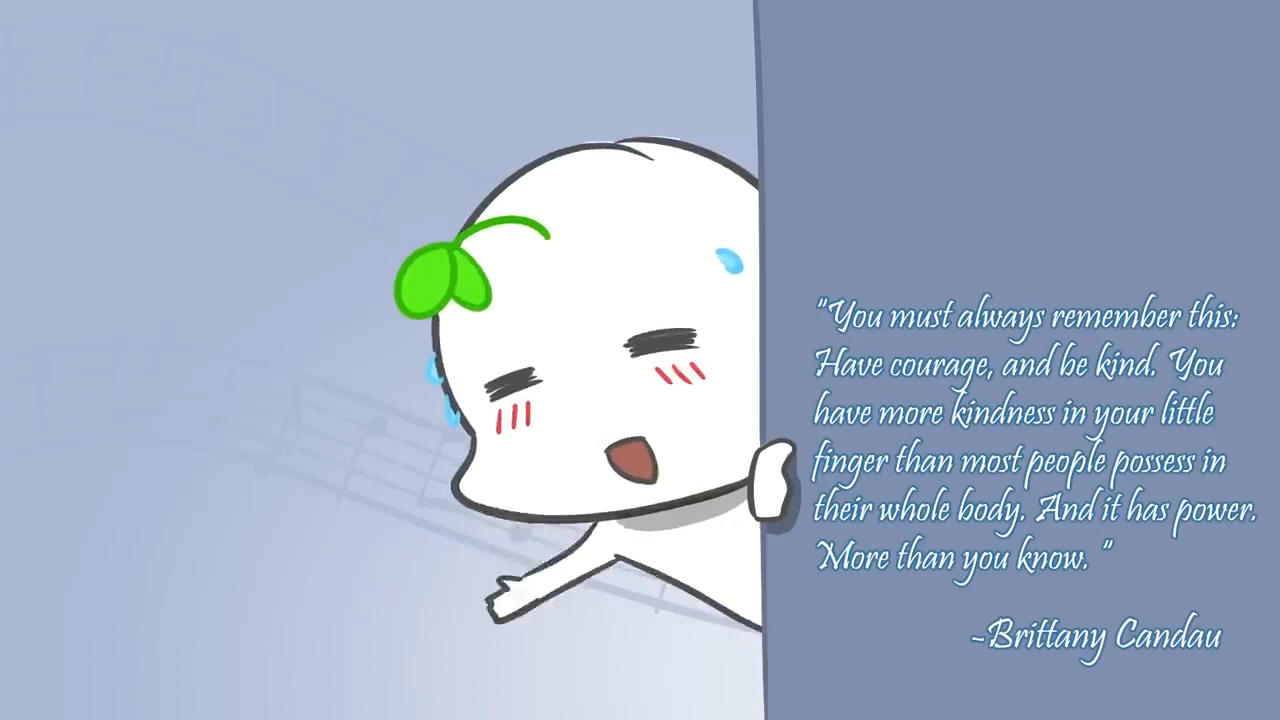 "You must always remember this:
Have courage, and be kind. You
have more kindness in your little
finger than most people possess in
their whole body. And it has power.
More than you know. "
~Brittany Candau